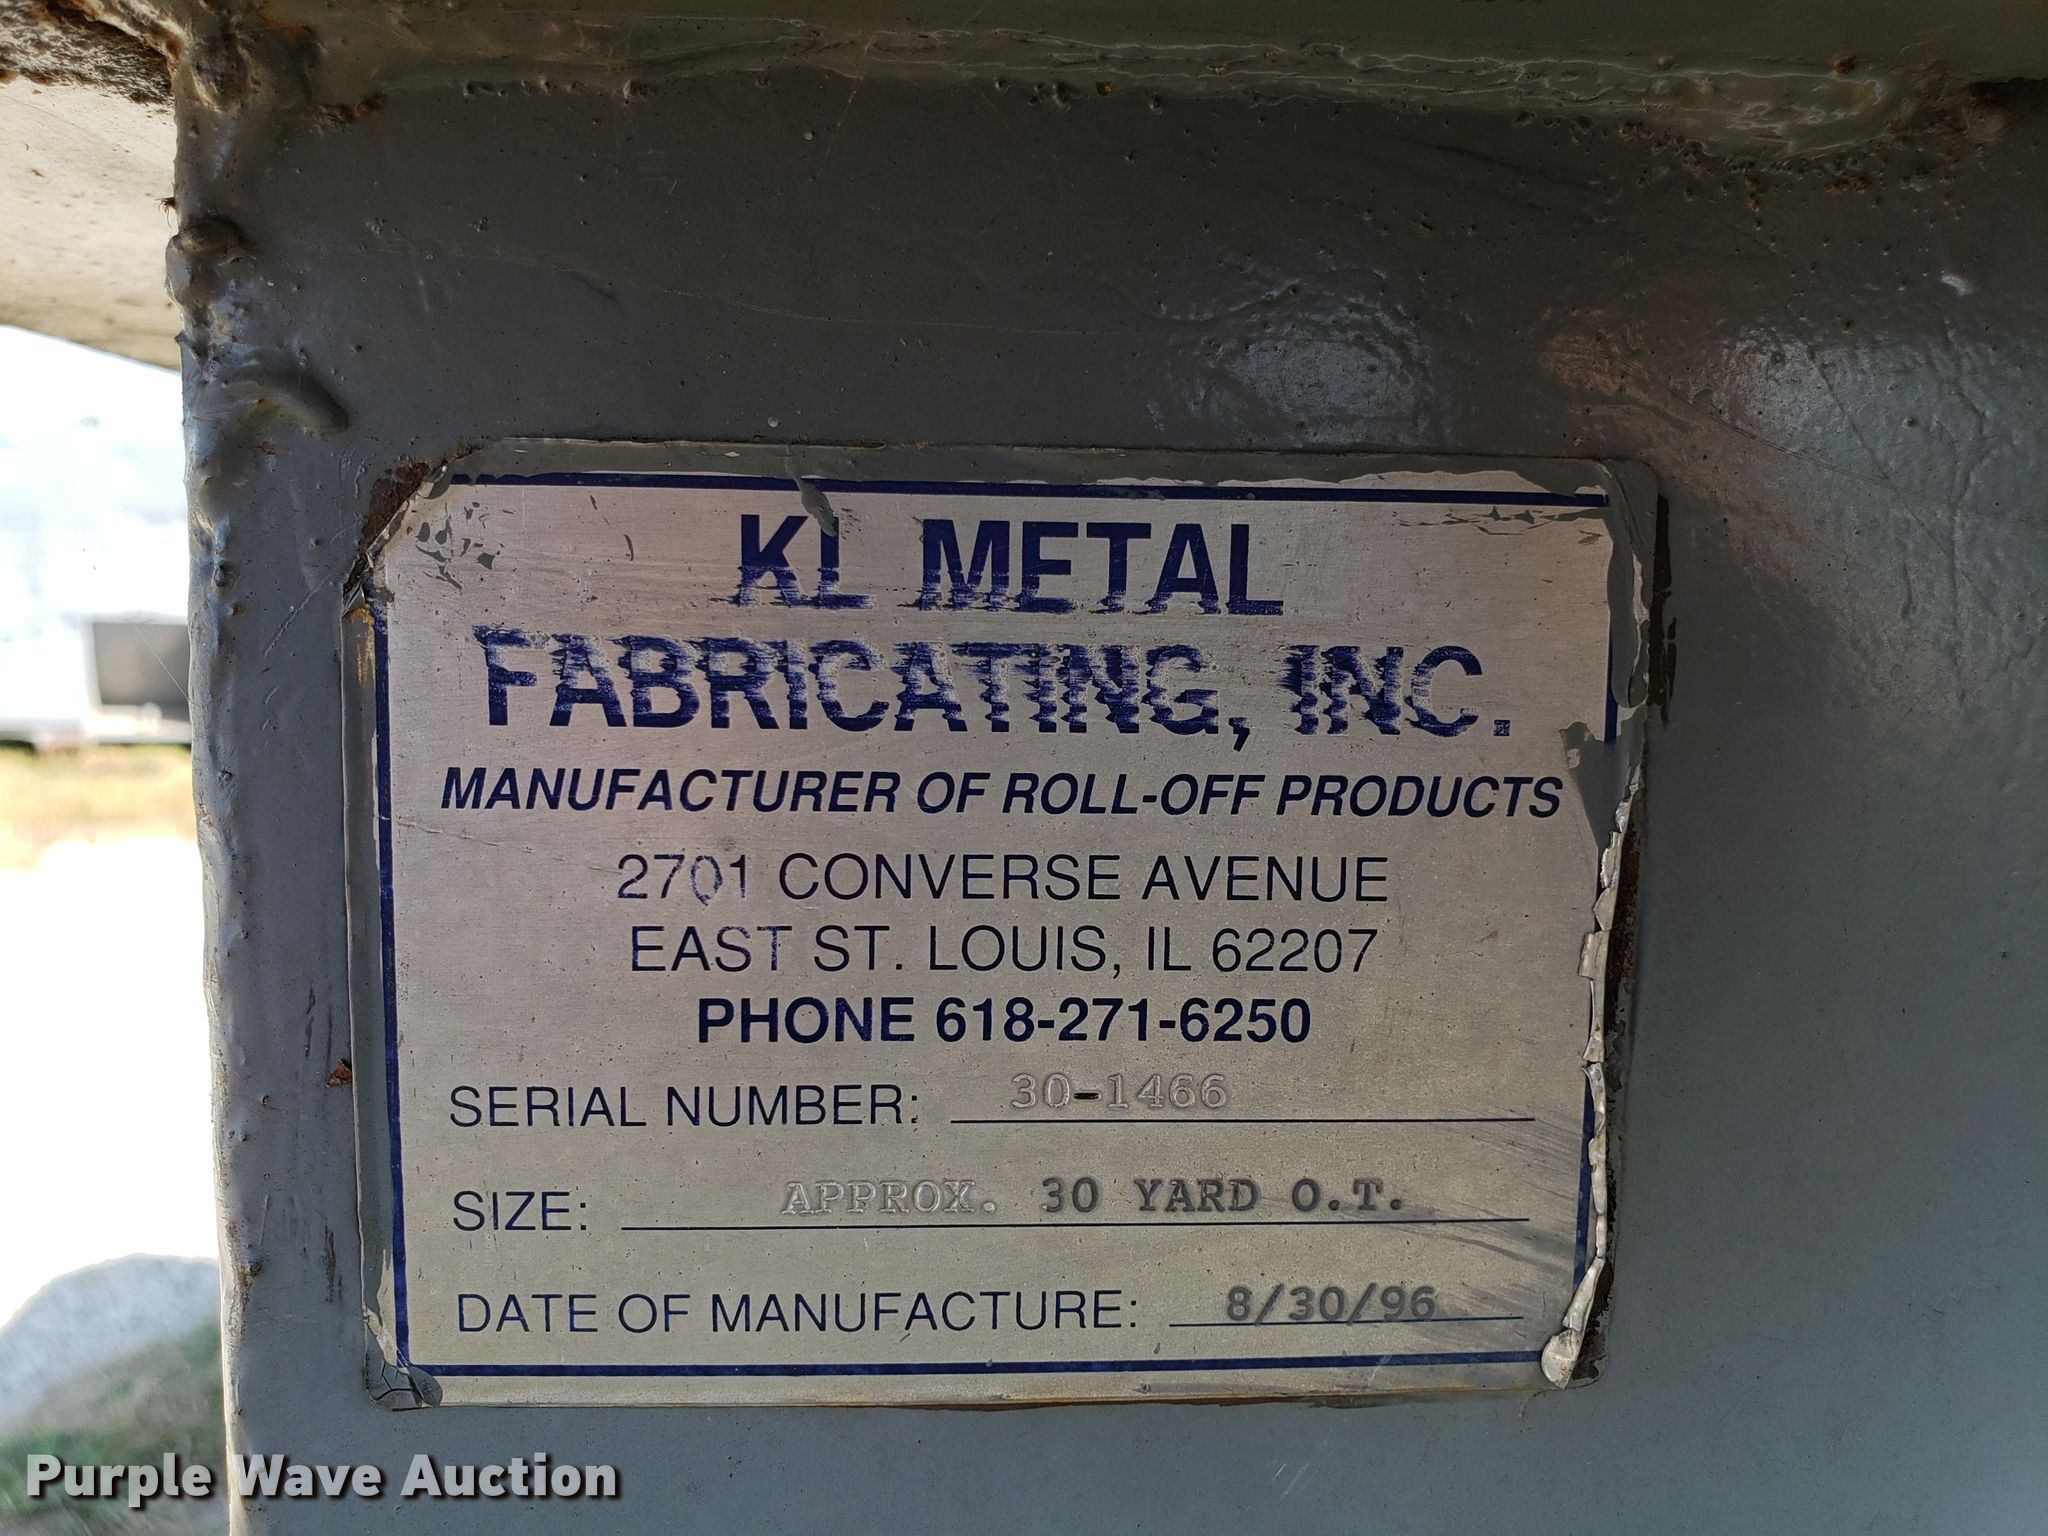 KL METAL
FABRICATING, INC.
MANUFACTURER OF ROLL-OFF PRODUCTS
2701 CONVERSE AVENUE
EAST ST. LOUIS, IL 62207
PHONE 618-271-6250
SERIAL NUMBER: 30-1466
SIZE: APPROX. 30 YARD O.T.
DATE OF MANUFACTURE: 8/30/96
Purple Wave Auction